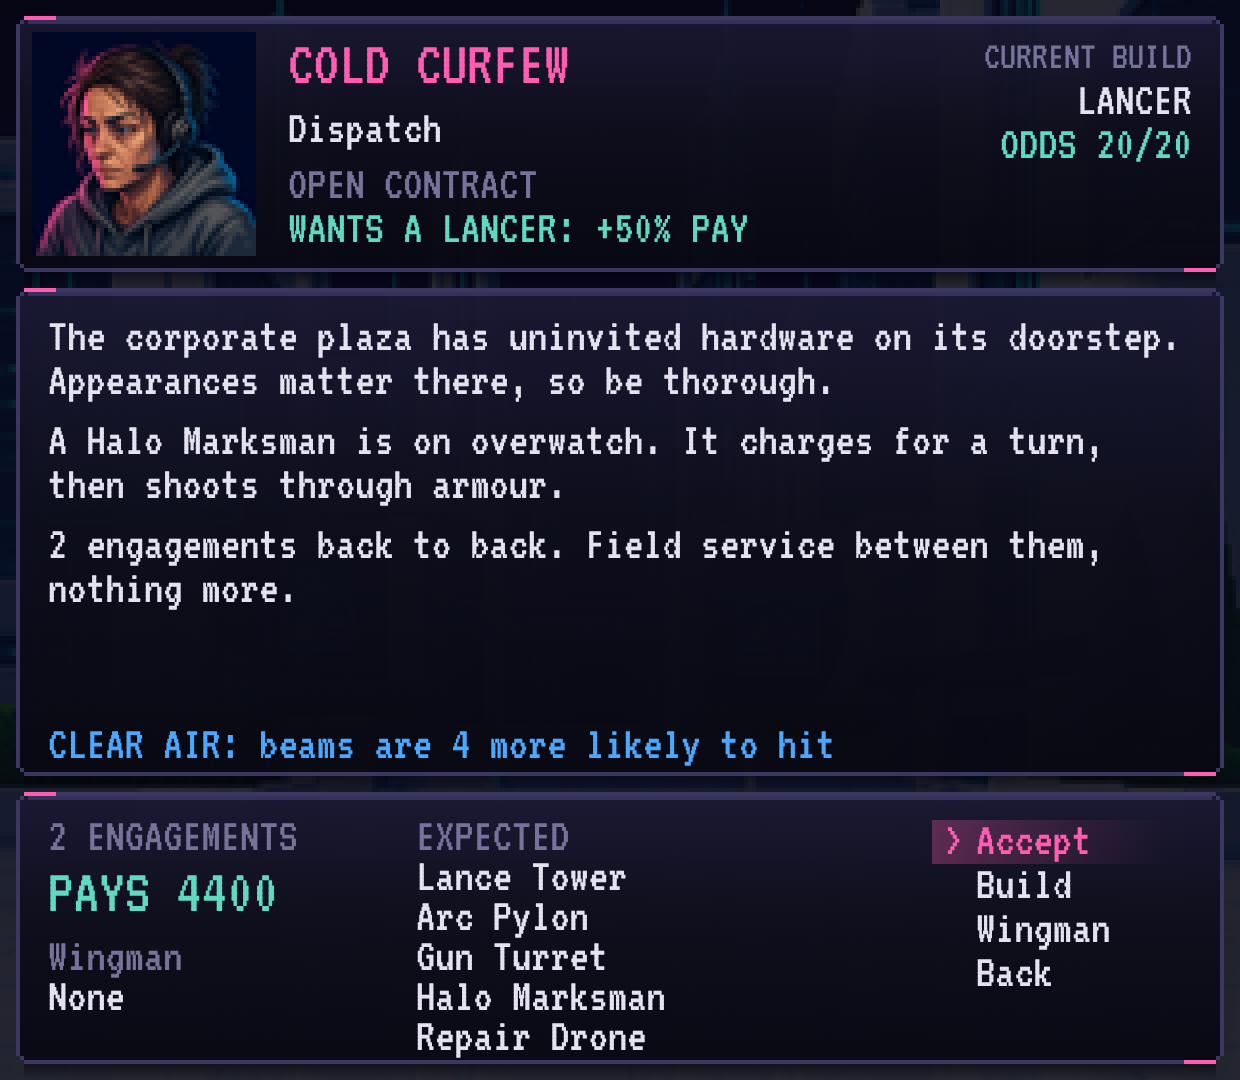 COLD CURFEW
Dispatch
OPEN CONTRACT
WANTS A LANCER: +50% PAY
CURRENT BUILD
LANCER
ODDS 20/20
The corporate plaza has uninvited hardware on its doorstep.
Appearances matter there, so be thorough.
A Halo Marksman is on overwatch. It charges for a turn,
then shoots through armour.
2 engagements back to back. Field service between them,
nothing more.
CLEAR AIR: beams are 4 more likely to hit
2 ENGAGEMENTS
PAYS 4400
Wingman
None
EXPECTED
Lance Tower
Arc Pylon
Gun Turret
Halo Marksman
Repair Drone
> Accept
Build
Wingman
Back